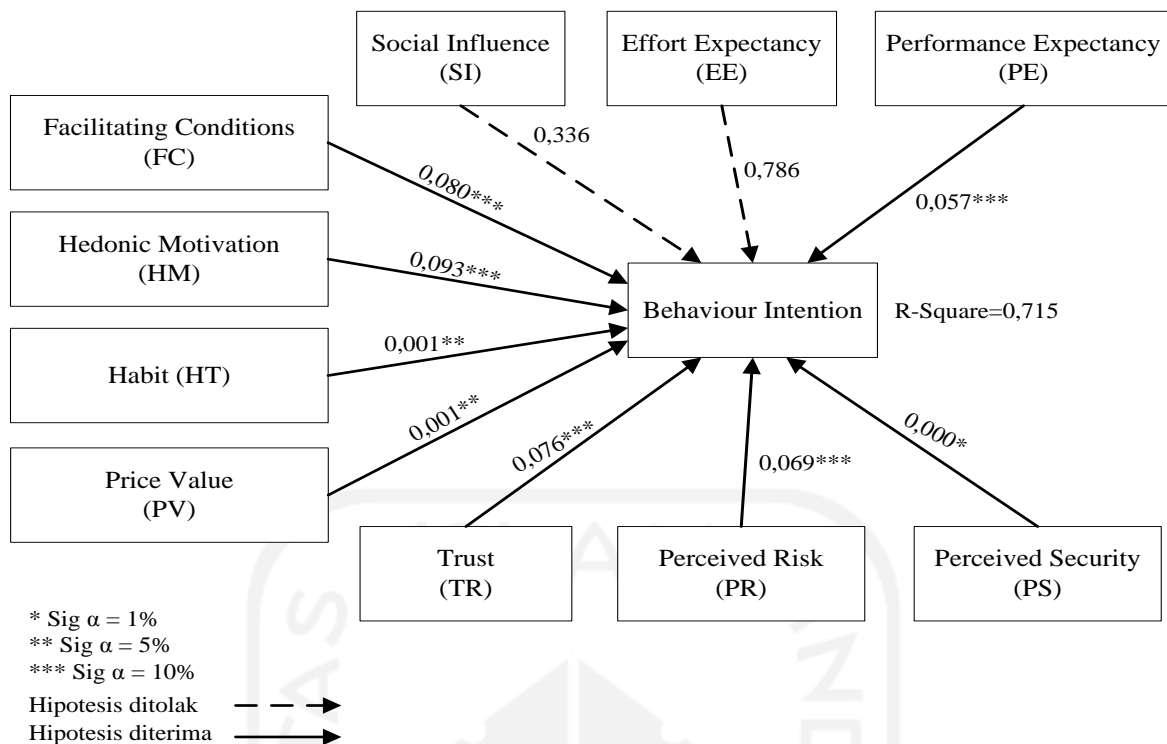 Social Influence
(SI)
Effort Expectancy
(EE)
Performance Expectancy
(PE)
Facilitating Conditions
(FC)
Hedonic Motivation
(HM)
Habit (HT)
Price Value
(PV)
0,336
0,786
0,057***
0,080***
0,093***
0,001**
0,001**
Behaviour Intention
R-Square=0,715
0,076***
0,069***
0,000*
Trust
(TR)
Perceived Risk
(PR)
Perceived Security
(PS)
* Sig α = 1%
** Sig α = 5%
*** Sig α = 10%
Hipotesis ditolak
Hipotesis diterima